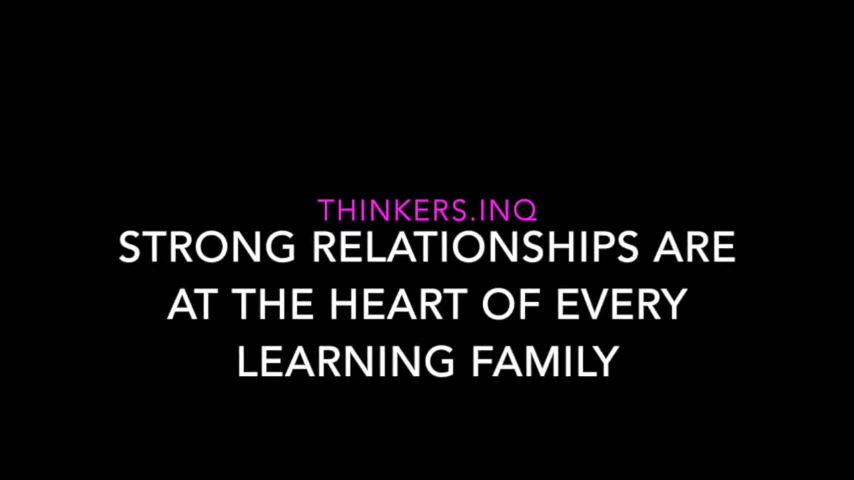 THINKERS.INQ
STRONG RELATIONSHIPS ARE
AT THE HEART OF EVERY
LEARNING FAMILY